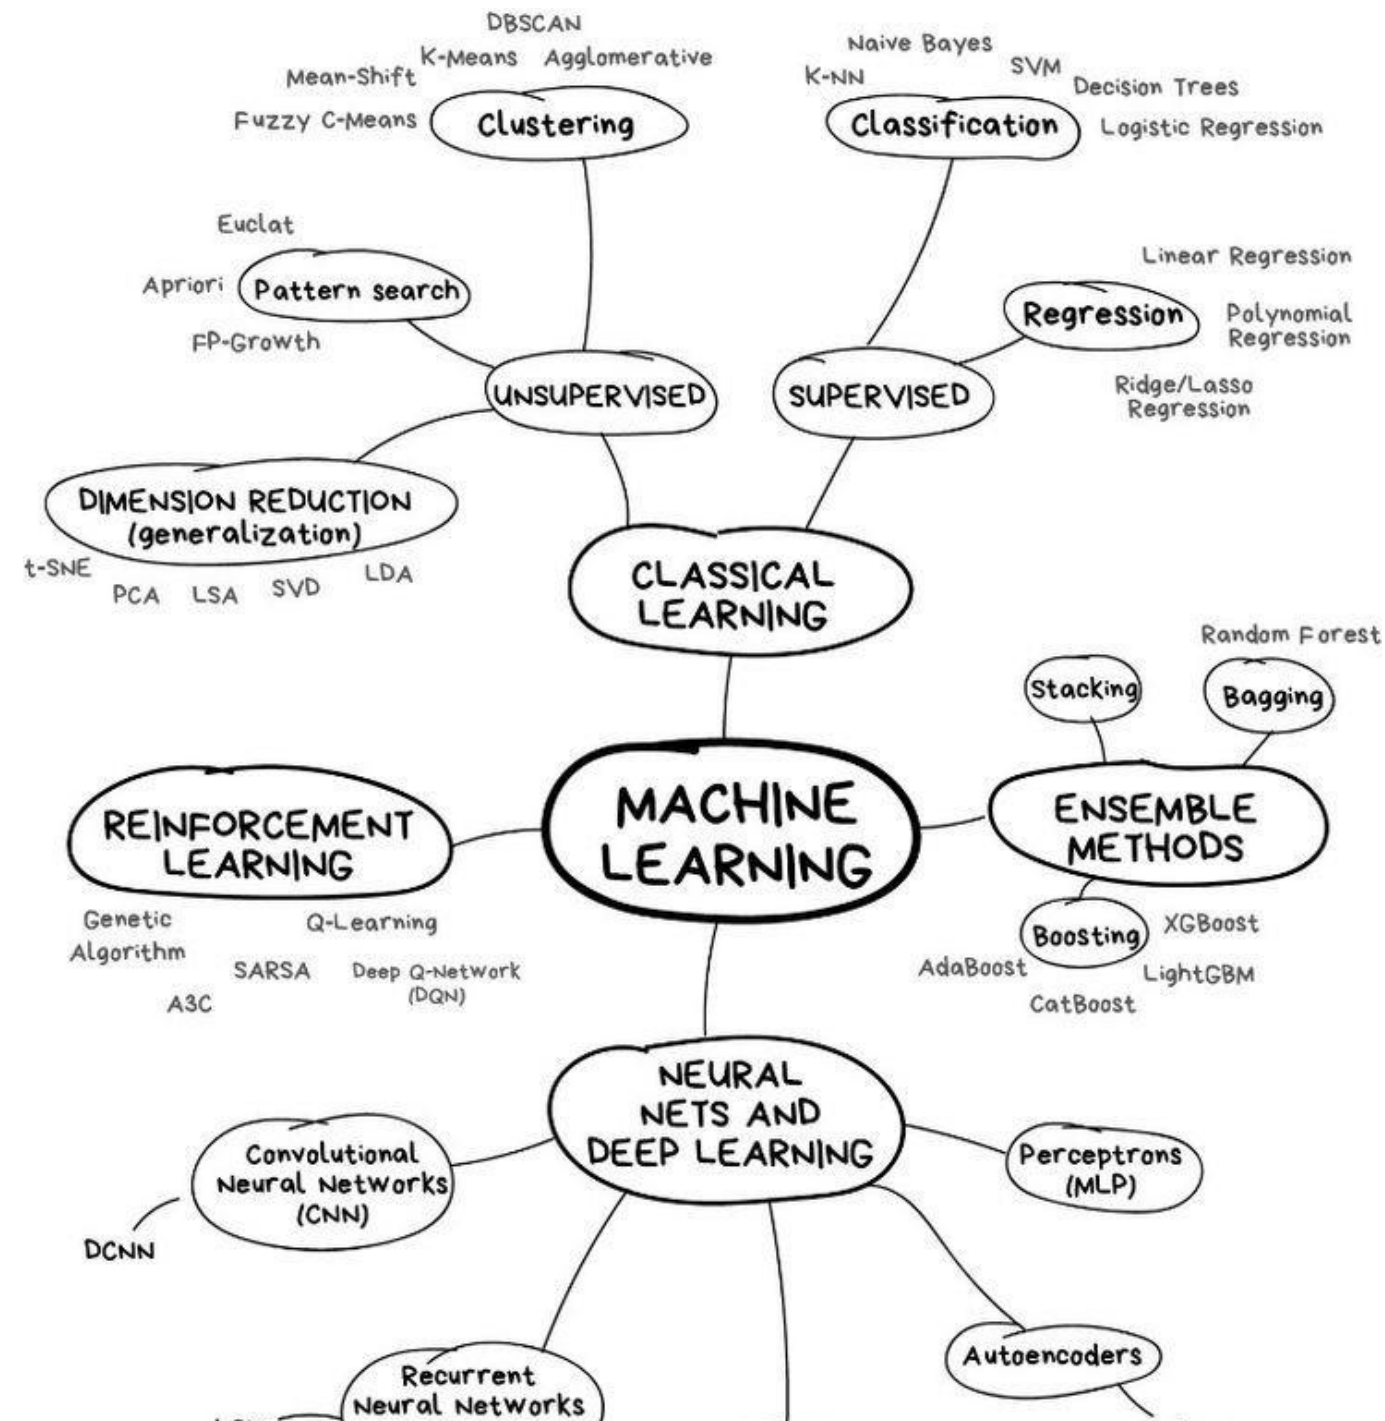 DBSCAN
K-Means
Agglomerative
Mean-Shift
Fuzzy C-Means
Clustering
Naive Bayes
K-NN
SVM
Decision Trees
Classification
Logistic Regression
Euclat
Apriori
Pattern search
FP-Growth
Linear Regression
Regression
Polynomial
Regression
Ridge/Lasso
Regression
UNSUPERVISED
SUPERVISED
DIMENSION REDUCTION
(generalization)
t-SNE
PCA
LSA
SVD
LDA
CLASSICAL
LEARNING
Random Forest
Stacking
Bagging
REINFORCEMENT
LEARNING
MACHINE
LEARNING
ENSEMBLE
METHODS
Genetic
Algorithm
Q-Learning
SARSA
Deep Q-Network
(DQN)
A3C
Boosting
XGBoost
AdaBoost
LightGBM
CatBoost
NEURAL
NETS AND
DEEP LEARNING
Convolutional
Neural Networks
(CNN)
DCNN
Perceptrons
(MLP)
Recurrent
Neural Networks
Autoencoders